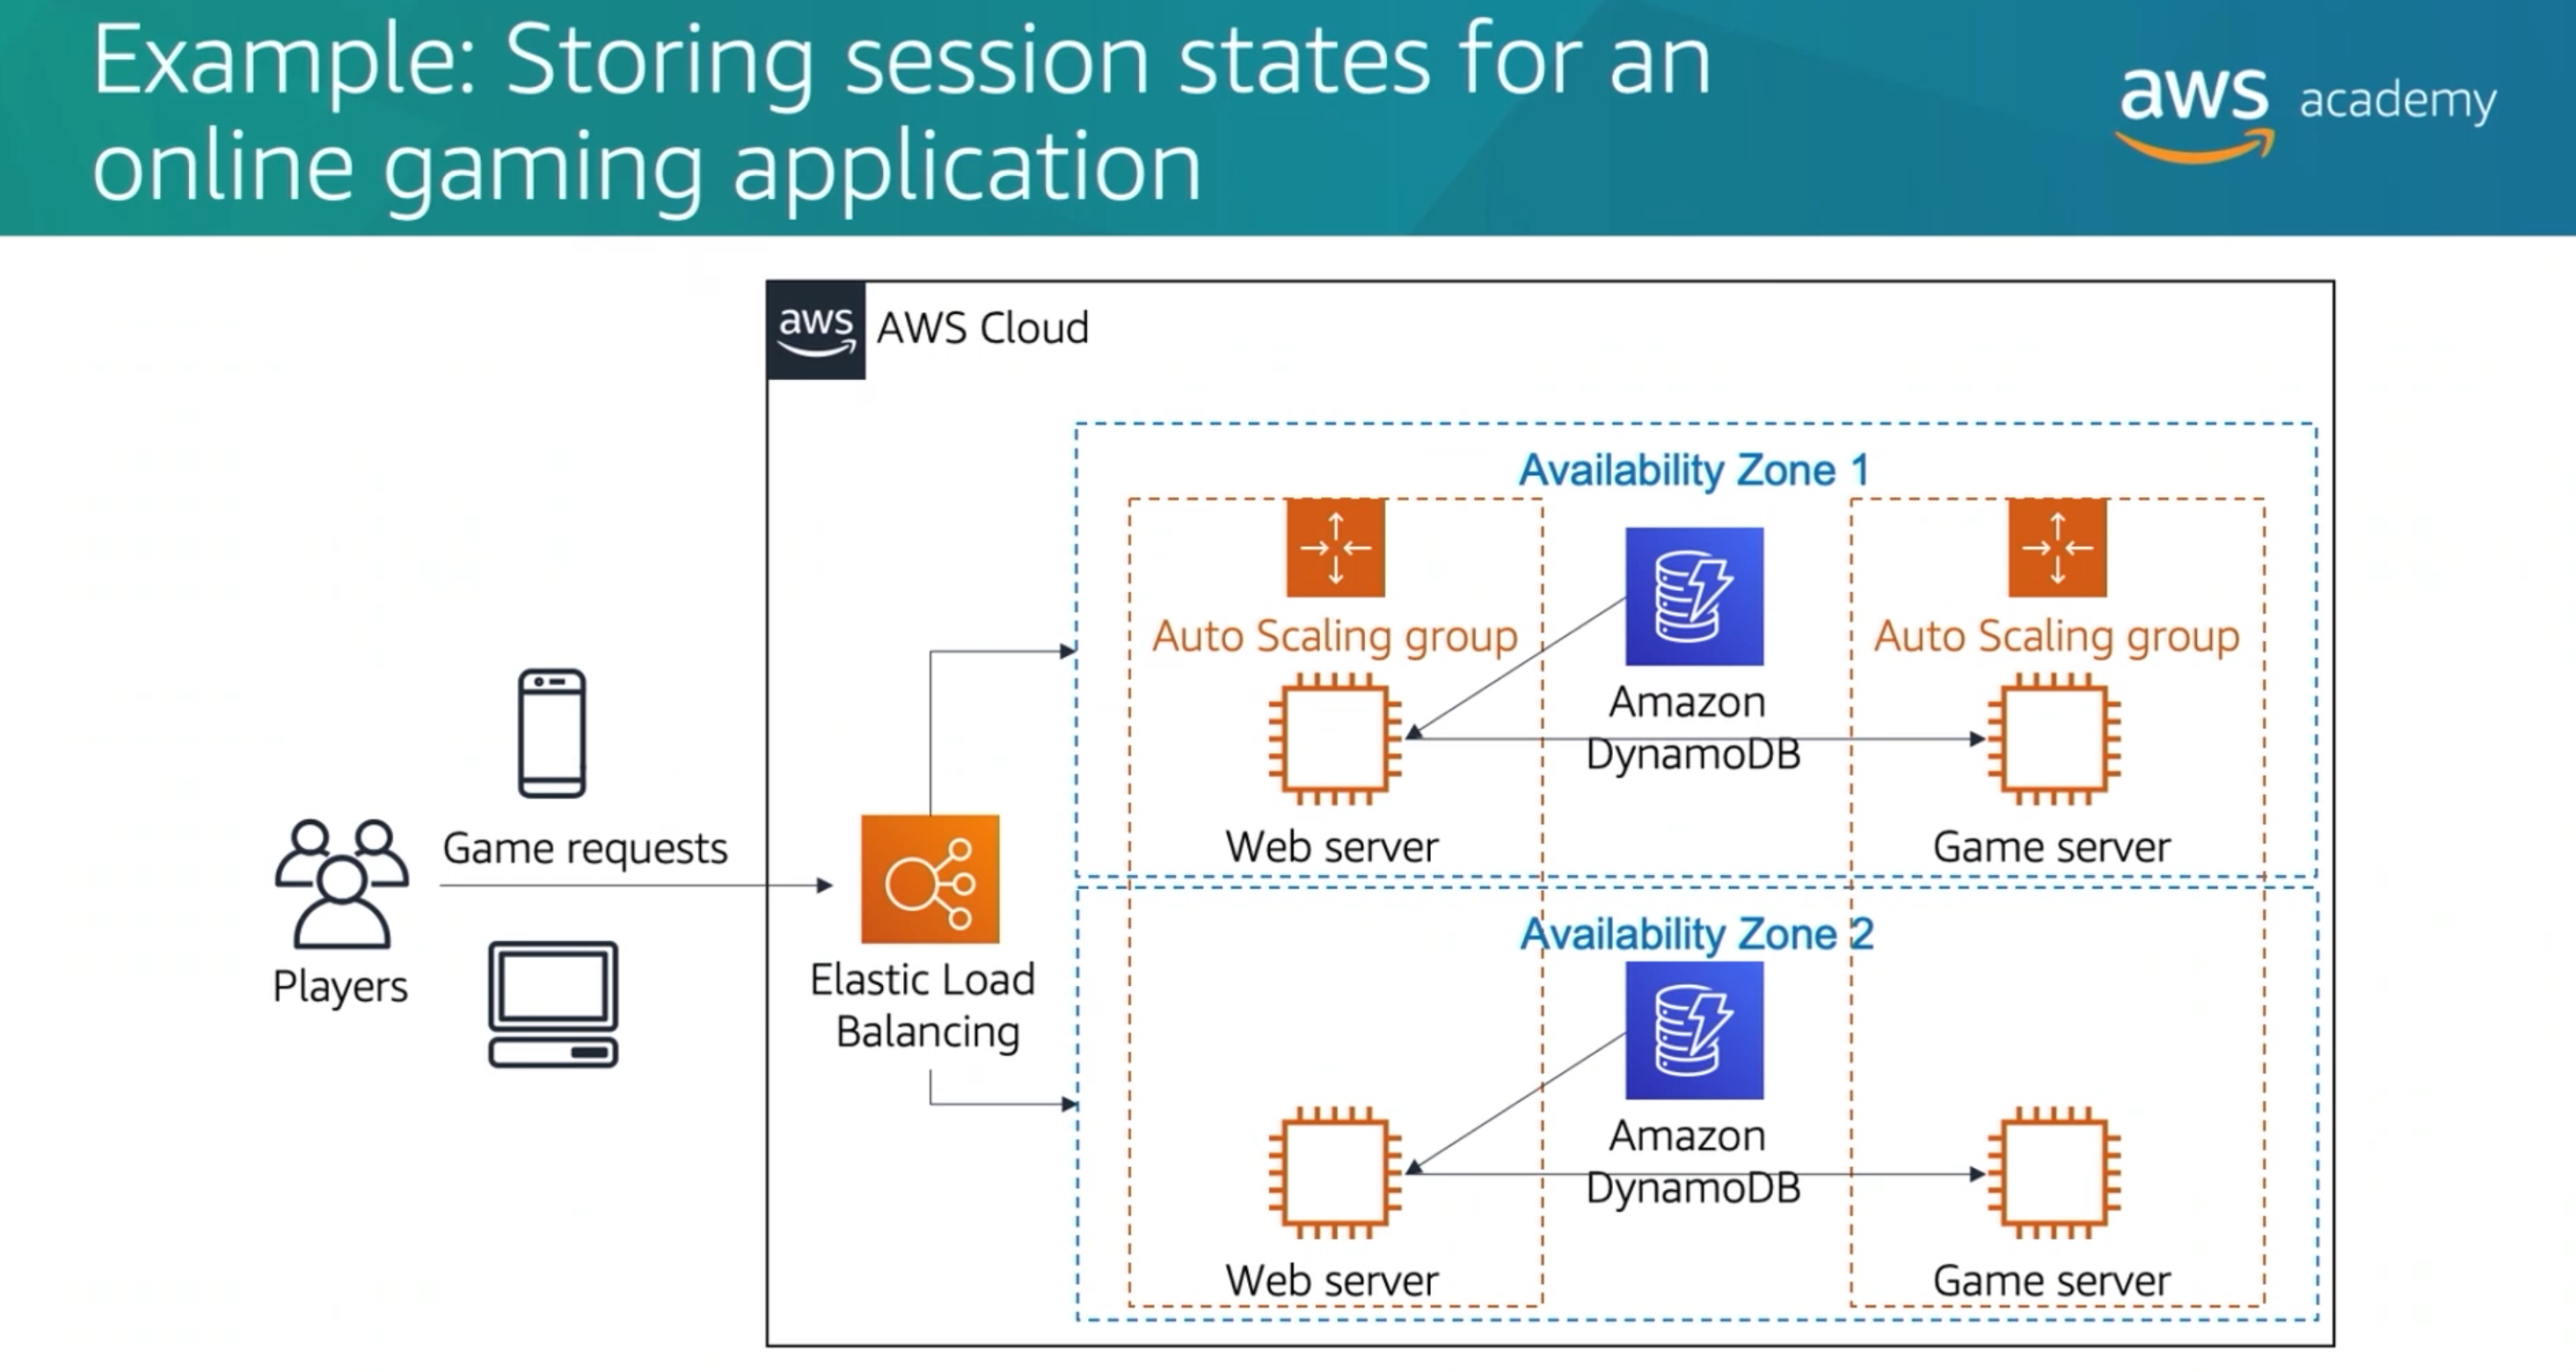 Example: Storing session states for an
online gaming application
aws academy
aws AWS Cloud
Availability Zone 1
Auto Scaling group
Auto Scaling group
Amazon
DynamoDB
Web server
Game server
Game requests
Players
Elastic Load
Balancing
Availability Zone 2
Amazon
DynamoDB
Web server
Game server